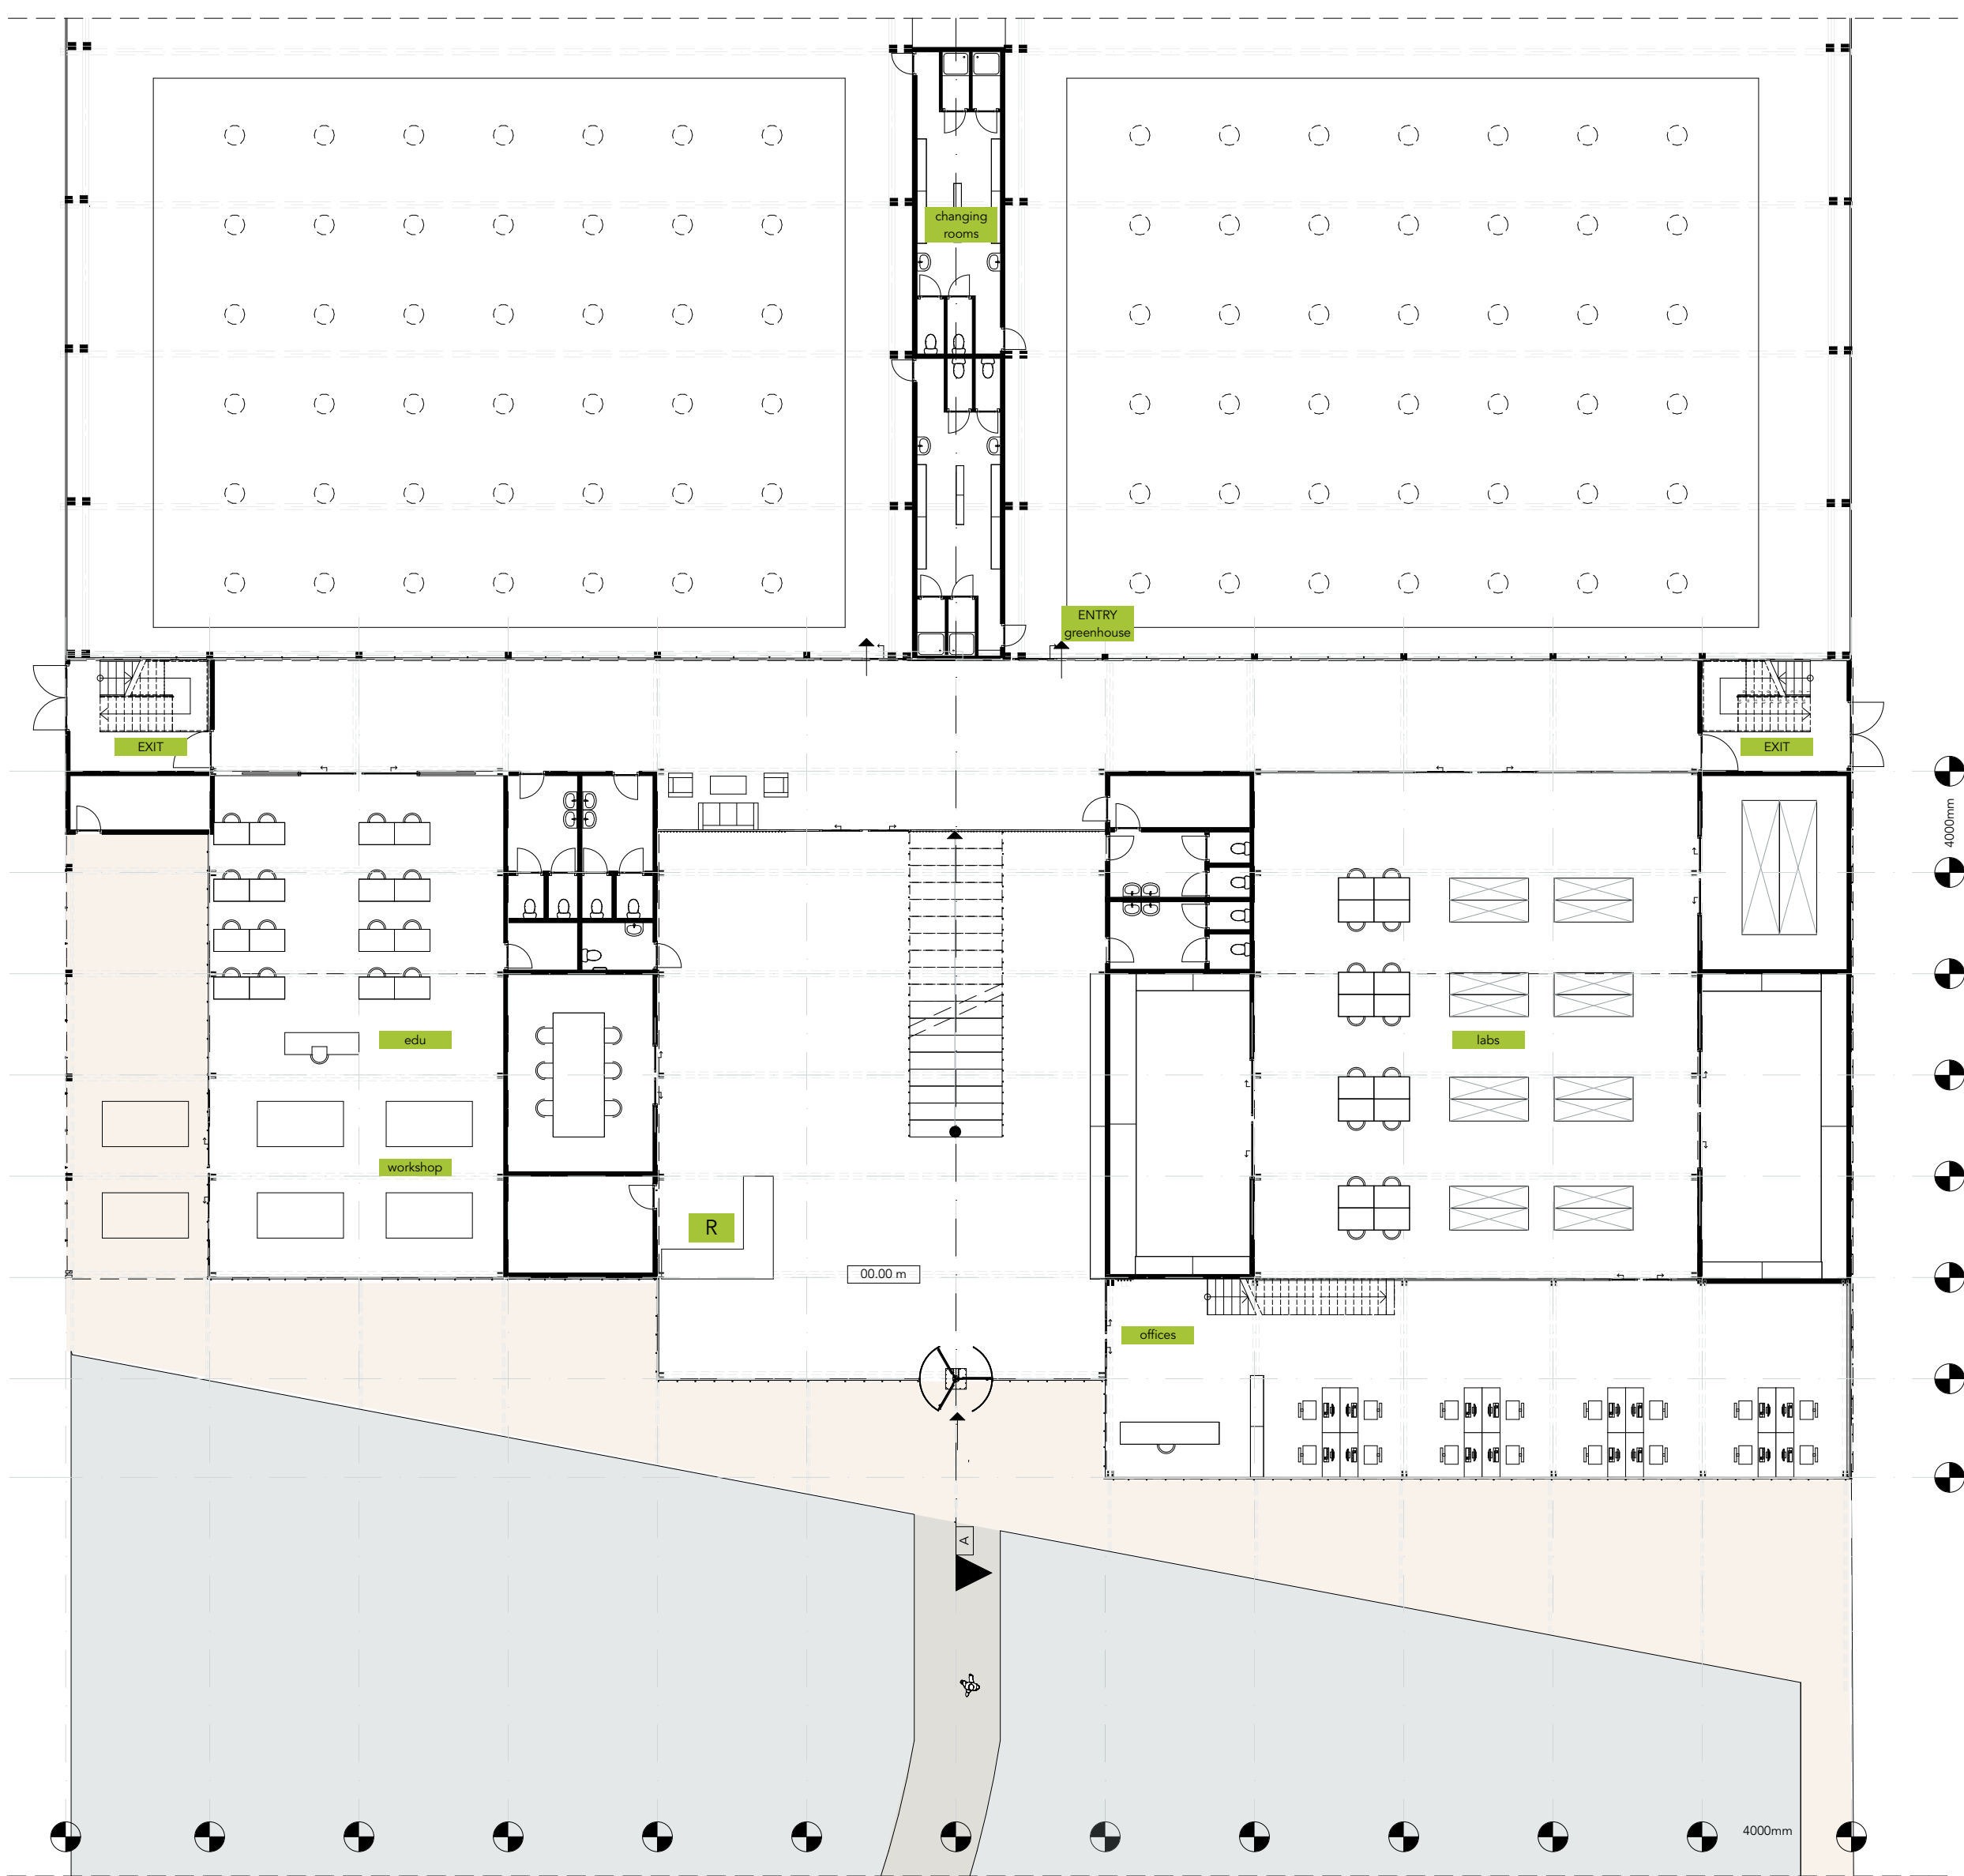 changing
rooms
ENTRY
greenhouse
EXIT
EXIT
4000mm
edu
labs
workshop
R
00.00 m
offices
A
4000mm